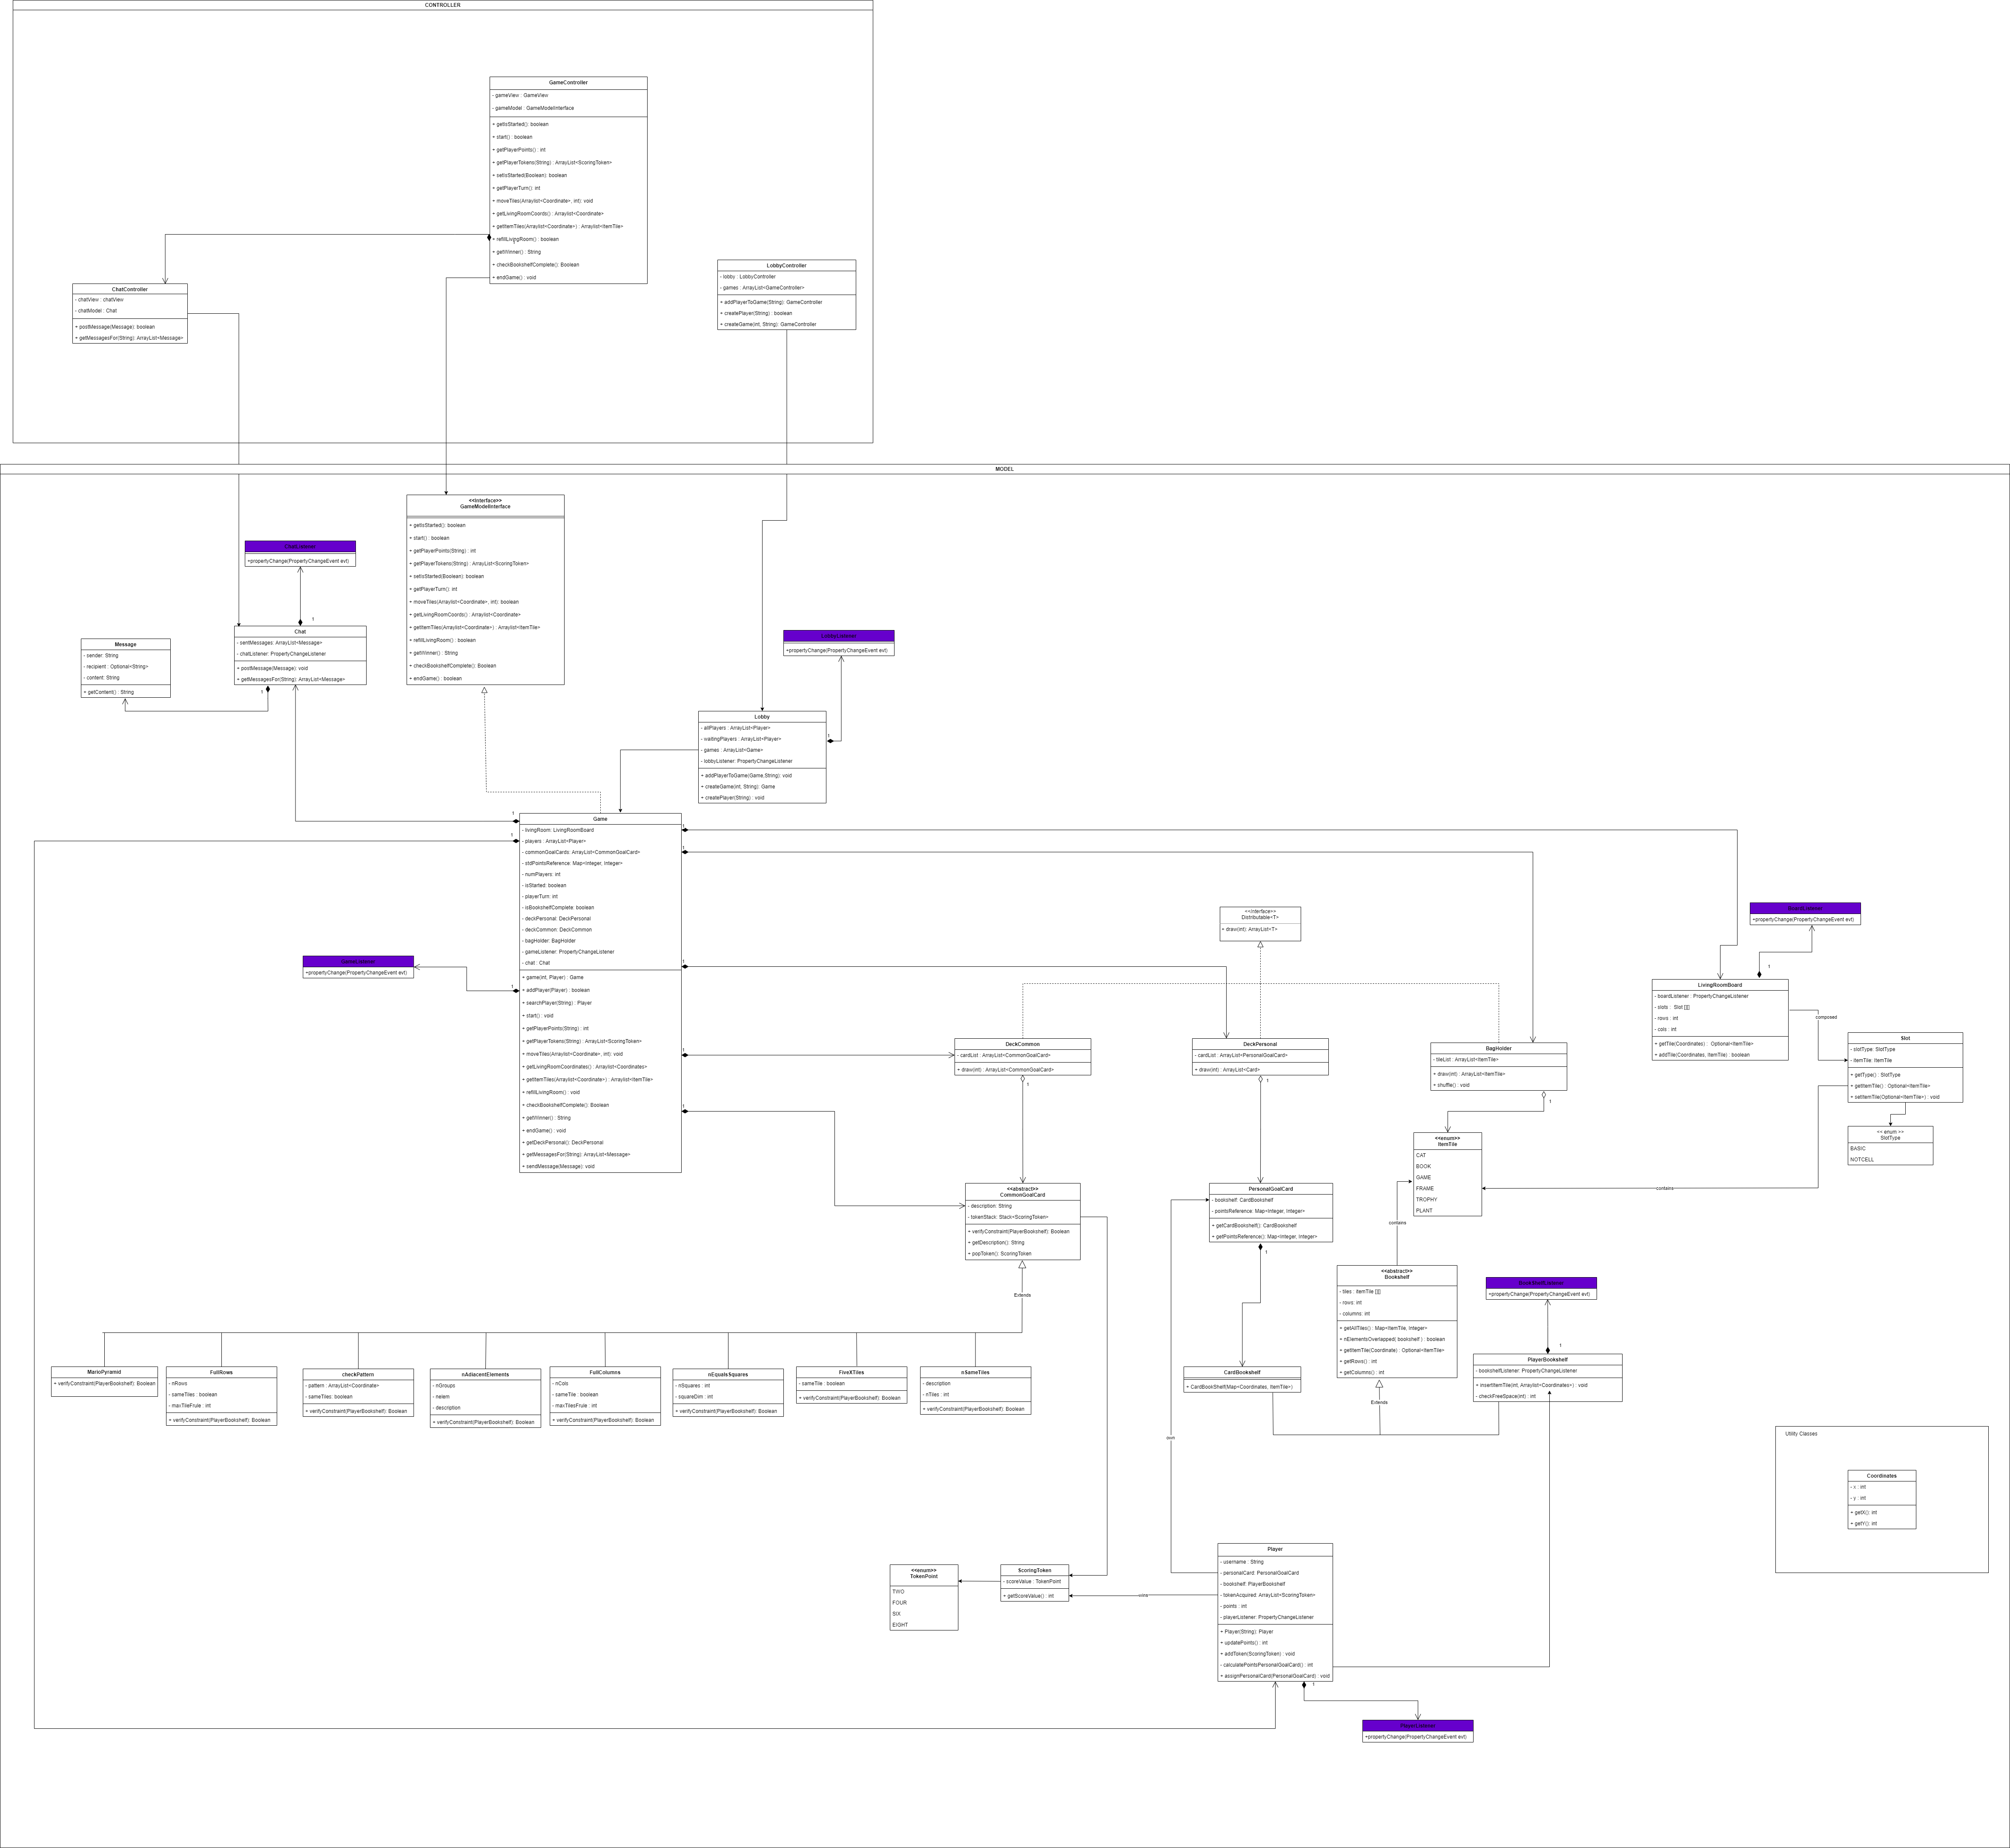 CONTROLLER
GameController
- gameView : GameView
- gameModel : GameModelInterface
+ getIsStarted(): boolean
+ start() : boolean
+ getPlayerPoints() : int
+ getPlayerTokens(String) : ArrayList<ScoringToken>
+ setIsStarted(Boolean): boolean
+ getPlayerTurn(): int
+ moveTiles(Arraylist<Coordinate>, int): void
+ getLivingRoomCoords() : Arraylist<Coordinate>
+ getItemTiles(Arraylist<Coordinate>) : Arraylist<ItemTile>
+ refillLivingRoom() : boolean
+ getWinner() : String
+ checkBookshelfComplete(): Boolean
+ endGame() : void
LobbyController
- lobby : LobbyController
- games : ArrayList<GameController>
+ addPlayerToGame(String): GameController
+ createPlayer(String) : boolean
+ createGame(int, String): GameController
ChatController
- chatView : chatView
- chatModel : Chat
+ postMessage(Message): boolean
+ getMessagesFor(String): ArrayList<Message>
MODEL
<<Interface>>
GameModelInterface
+ getIsStarted(): boolean
+ start() : boolean
+ getPlayerPoints(String) : int
+ getPlayerTokens(String) : ArrayList<ScoringToken>
+ setIsStarted(Boolean): boolean
+ getPlayerTurn(): int
+ moveTiles(Arraylist<Coordinate>, int): boolean
+ getLivingRoomCoords() : Arraylist<Coordinate>
+ getItemTiles(Arraylist<Coordinate>) : Arraylist<ItemTile>
+ refillLivingRoom() : boolean
+ getWinner() : String
+ checkBookshelfComplete(): Boolean
+ endGame() : boolean
ChatListener
+propertyChange(PropertyChangeEvent evt)
1
Chat
- sentMessages: ArrayList<Message>
- chatListener: PropertyChangeListener
+ postMessage(Message): void
+ getMessagesFor(String): ArrayList<Message>
1
Message
- sender: String
- recipient : Optional<String>
- content: String
+ getContent() : String
LobbyListener
+propertyChange(PropertyChangeEvent evt)
Lobby
- allPlayers : ArrayList<Player>
- waitingPlayers : ArrayList<Player>
- games : ArrayList<Game>
- lobbyListener: PropertyChangeListener
+ addPlayerToGame(Game,String): void
+ createGame(int, String): Game
+ createPlayer(String) : void
1
Game
- livingRoom: LivingRoomBoard
- players : ArrayList<Player>
- commonGoalCards: ArrayList<CommonGoalCard>
- stdPointsReference: Map<Integer, Integer>
- numPlayers: int
- isStarted: boolean
- playerTurn: int
- isBookshelfComplete: boolean
- deckPersonal: DeckPersonal
- deckCommon: DeckCommon
- bagHolder: BagHolder
- gameListener: PropertyChangeListener
- chat : Chat
+ game(int, Player) : Game
+ addPlayer(Player) : boolean
+ searchPlayer(String) : Player
+ start() : void
+ getPlayerPoints(String) : int
+ getPlayerTokens(String) : ArrayList<ScoringToken>
+ moveTiles(Arraylist<Coordinate>, int): void
+ getLivingRoomCoordinates() : Arraylist<Coordinates>
+ getItemTiles(Arraylist<Coordinate>) : Arraylist<ItemTile>
+ refillLivingRoom() : void
+ checkBookshelfComplete(): Boolean
+ getWinner() : String
+ endGame() : void
+ getDeckPersonal(): DeckPersonal
+ getMessagesFor(String): ArrayList<Message>
+ sendMessage(Message): void
1
1
1
1
1
1
1
1
GameListener
+propertyChange(PropertyChangeEvent evt)
<<Interface>>
Distributable<T>
+ draw(int): ArrayList<T>
BoardListener
+propertyChange(PropertyChangeEvent evt)
1
LivingRoomBoard
- boardListener : PropertyChangeListener
- slots : Slot [][]
- rows : int
- cols : int
+ getTile(Coordinates) : Optional<ItemTile>
+ addTile(Coordinates, ItemTile) : boolean
composed
Slot
- slotType: SlotType
- ItemTile: ItemTile
+ getType() : SlotType
+ getItemTile() : Optional<ItemTile>
+ setItemTile(Optional<ItemTile>) : void
<< enum >>
SlotType
BASIC
NOTCELL
DeckCommon
- cardList : ArrayList<CommonGoalCard>
+ draw(int): ArrayList<CommonGoalCard>
1
DeckPersonal
- cardList : ArrayList<PersonalGoalCard>
+ draw(int) : ArrayList<Card>
1
BagHolder
- tileList : ArrayList<ItemTile>
+ draw(int) : ArrayList<ItemTile>
+ shuffle() : void
1
<<enum>>
ItemTile
CAT
BOOK
GAME
FRAME
TROPHY
PLANT
contains
contains
<<abstract>>
CommonGoalCard
- description: String
- tokenStack: Stack<ScoringToken>
+ verifyConstraint(PlayerBookshelf): Boolean
+ getDescription(): String
+ popToken(): ScoringToken
Extends
PersonalGoalCard
- bookshelf: CardBookshelf
- pointsReference: Map<Integer, Integer>
+ getCardBookshelf(): CardBookshelf
+ getPointsReference(): Map<Integer, Integer>
1
<<abstract>>
Bookshelf
- tiles : ItemTile [][]
- rows: int
- columns: int
+ getAllTiles() : Map<ItemTile, Integer>
+ nElementsOverlapped( bookshelf ) : boolean
+ getItemTile(Coordinate) : Optional<ItemTile>
+ getRows() : int
+ getColumns() : int
Extends
BookshelfListener
+propertyChange(PropertyChangeEvent evt)
1
PlayerBookshelf
- bookshelfListener: PropertyChangeListener
+ insertItemTile(int, Arraylist<Coordinates>) : void
- checkFreeSpace(int) : int
CardBookshelf
+ CardBookShelf(Map<Coordinates, ItemTile>)
MarioPyramid
+ verifyConstraint(PlayerBookshelf): Boolean
FullRows
- nRows
- sameTiles : boolean
- maxTileFrule : int
+ verifyConstraint(PlayerBookshelf): Boolean
checkPattern
- pattern : ArrayList<Coordinate>
- sameTiles: boolean
+ verifyConstraint(PlayerBookshelf): Boolean
nAdiacentElements
- nGroups
- nelem
- description
+ verifyConstraint(PlayerBookshelf): Boolean
FullColumns
- nCols
- sameTile : boolean
- maxTilesFrule : int
+ verifyConstraint(PlayerBookshelf): Boolean
nEqualsSquares
- nSquares : int
- squareDim : int
+ verifyConstraint(PlayerBookshelf): Boolean
FiveXTiles
- sameTile : boolean
+ verifyConstraint(PlayerBookshelf): Boolean
nSameTiles
- description
- nTiles : int
+ verifyConstraint(PlayerBookshelf): Boolean
Utility Classes
Coordinates
- x : int
- y : int
+ getX(): int
+ getY(): int
<<enum>>
TokenPoint
TWO
FOUR
SIX
EIGHT
ScoringToken
- scoreValue : TokenPoint
+ getScoreValue() : int
Player
- username : String
- personalCard: PersonalGoalCard
- bookshelf: PlayerBookshelf
- tokenAcquired: ArrayList<ScoringToken>
- points : int
- playerListener: PropertyChangeListener
+ Player(String): Player
+ updatePoints() : int
+ addToken(ScoringToken) : void
- calculatePointsPersonalGoalCard() : int
+ assignPersonalCard(PersonalGoalCard) : void
1
PlayerListener
+propertyChange(PropertyChangeEvent evt)